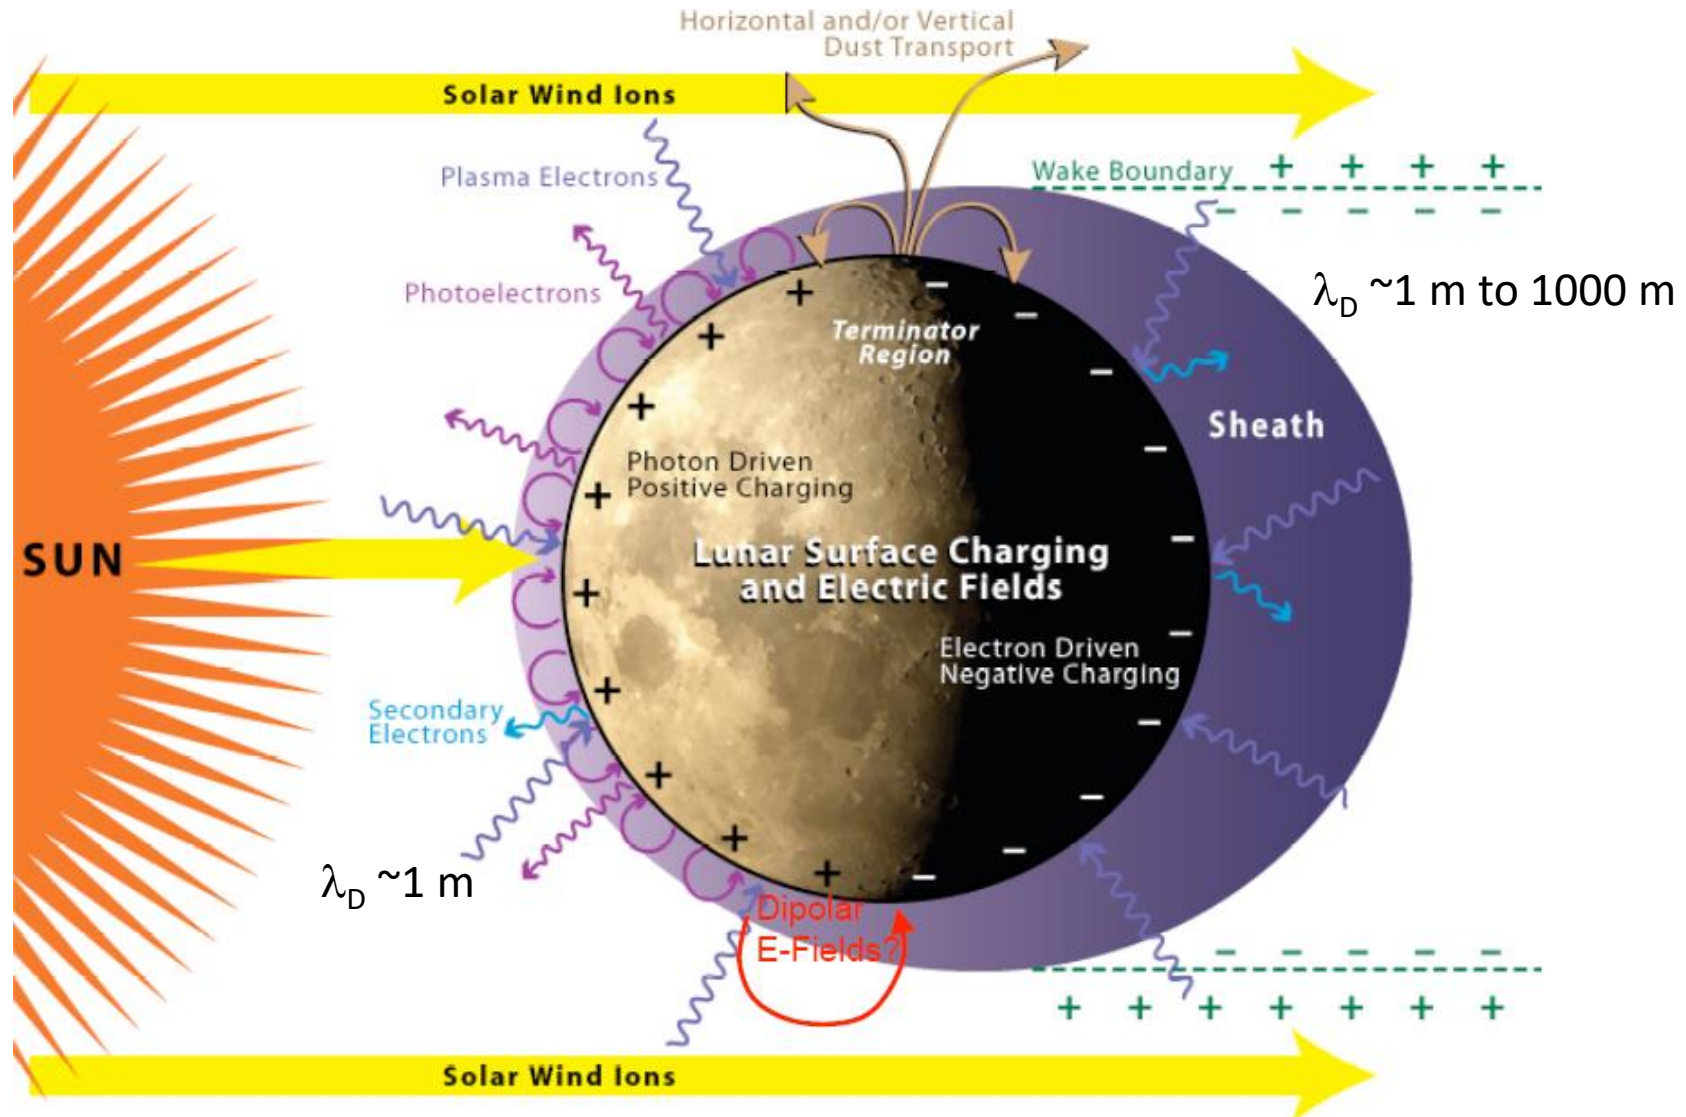 Horizontal and/or Vertical
Dust Transport
Solar Wind Ions
Plasma Electrons
Wake Boundary
+ + + +
− − − − −
Photoelectrons
λD ~1 m to 1000 m
Terminator
Region
Sheath
Photon Driven
Positive Charging
SUN
Lunar Surface Charging
and Electric Fields
Electron Driven
Negative Charging
Secondary
Electrons
λD ~1 m
Dipolar
E-Fields?
− − − − −
+ + + + + + +
Solar Wind Ions